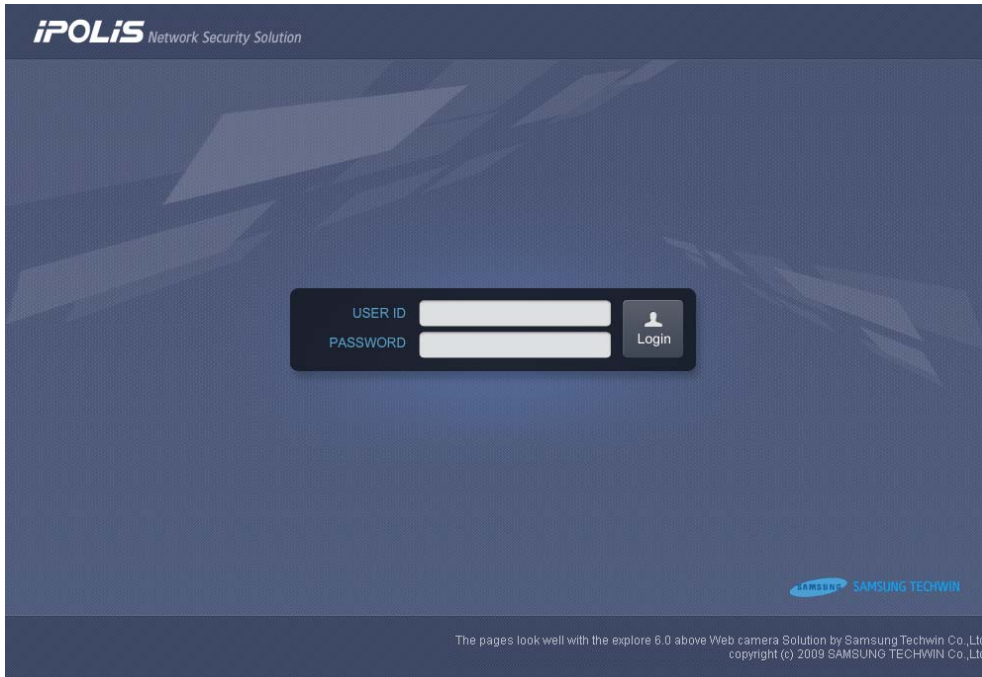 iPOLiS Network Security Solution
USER ID
PASSWORD
Login
SAMSUNG SAMSUNG TECHWIN
The pages look well with the explore 6.0 above Web camera Solution by Samsung Techwin Co.,Ltd
copyright (c) 2009 SAMSUNG TECHWIN Co.,Ltd